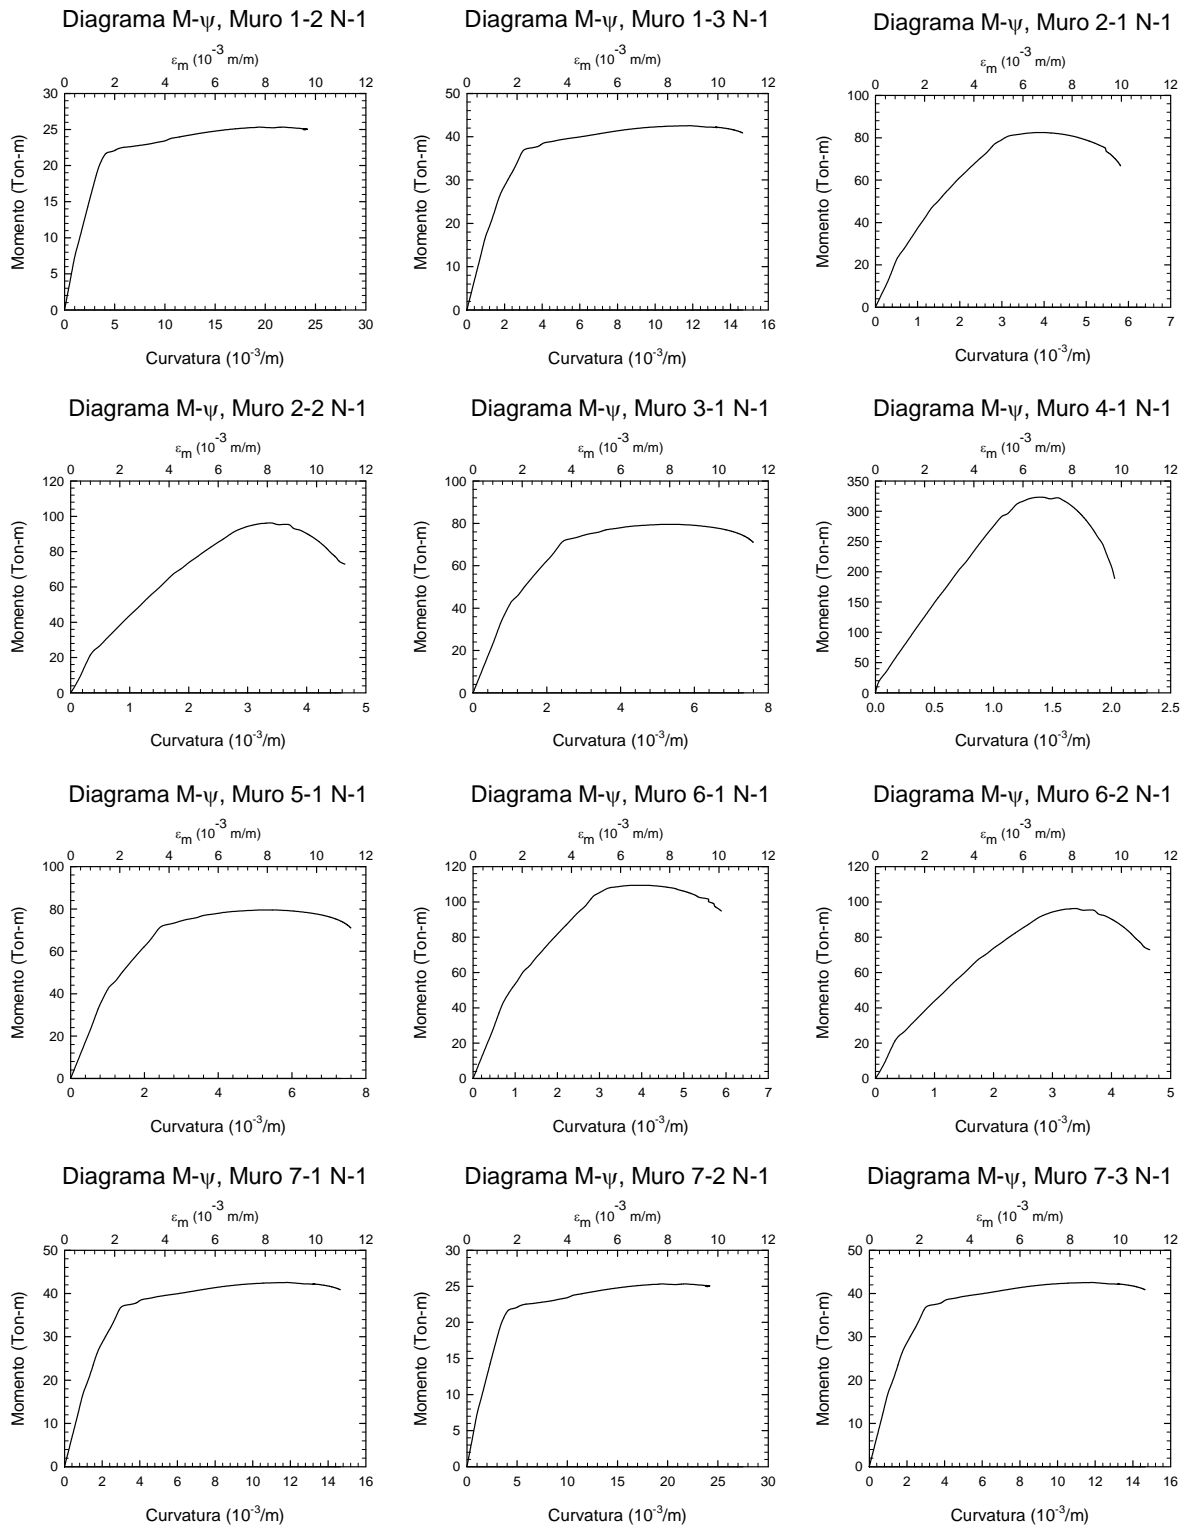 Diagrama M-ψ, Muro 1-2 N-1
εm (10-3 m/m)
0 2 4 6 8 10 12
30
25
20
15
10
5
0
Momento (Ton-m)
0 5 10 15 20 25 30
Curvatura (10-3/m)
Diagrama M-ψ, Muro 1-3 N-1
εm (10-3 m/m)
0 2 4 6 8 10 12
50
40
30
20
10
0
Momento (Ton-m)
0 2 4 6 8 10 12 14 16
Curvatura (10-3/m)
Diagrama M-ψ, Muro 2-1 N-1
εm (10-3 m/m)
0 2 4 6 8 10 12
100
80
60
40
20
0
Momento (Ton-m)
0 1 2 3 4 5 6 7
Curvatura (10-3/m)
Diagrama M-ψ, Muro 2-2 N-1
εm (10-3 m/m)
0 2 4 6 8 10 12
120
100
80
60
40
20
0
Momento (Ton-m)
0 1 2 3 4 5
Curvatura (10-3/m)
Diagrama M-ψ, Muro 3-1 N-1
εm (10-3 m/m)
0 2 4 6 8 10 12
100
80
60
40
20
0
Momento (Ton-m)
0 2 4 6 8
Curvatura (10-3/m)
Diagrama M-ψ, Muro 4-1 N-1
εm (10-3 m/m)
0 2 4 6 8 10 12
350
300
250
200
150
100
50
0
Momento (Ton-m)
0.0 0.5 1.0 1.5 2.0 2.5
Curvatura (10-3/m)
Diagrama M-ψ, Muro 5-1 N-1
εm (10-3 m/m)
0 2 4 6 8 10 12
100
80
60
40
20
0
Momento (Ton-m)
0 2 4 6 8
Curvatura (10-3/m)
Diagrama M-ψ, Muro 6-1 N-1
εm (10-3 m/m)
0 2 4 6 8 10 12
120
100
80
60
40
20
0
Momento (Ton-m)
0 1 2 3 4 5 6 7
Curvatura (10-3/m)
Diagrama M-ψ, Muro 6-2 N-1
εm (10-3 m/m)
0 2 4 6 8 10 12
120
100
80
60
40
20
0
Momento (Ton-m)
0 1 2 3 4 5
Curvatura (10-3/m)
Diagrama M-ψ, Muro 7-1 N-1
εm (10-3 m/m)
0 2 4 6 8 10 12
50
40
30
20
10
0
Momento (Ton-m)
0 2 4 6 8 10 12 14 16
Curvatura (10-3/m)
Diagrama M-ψ, Muro 7-2 N-1
εm (10-3 m/m)
0 2 4 6 8 10 12
30
25
20
15
10
5
0
Momento (Ton-m)
0 5 10 15 20 25 30
Curvatura (10-3/m)
Diagrama M-ψ, Muro 7-3 N-1
εm (10-3 m/m)
0 2 4 6 8 10 12
50
40
30
20
10
0
Momento (Ton-m)
0 2 4 6 8 10 12 14 16
Curvatura (10-3/m)